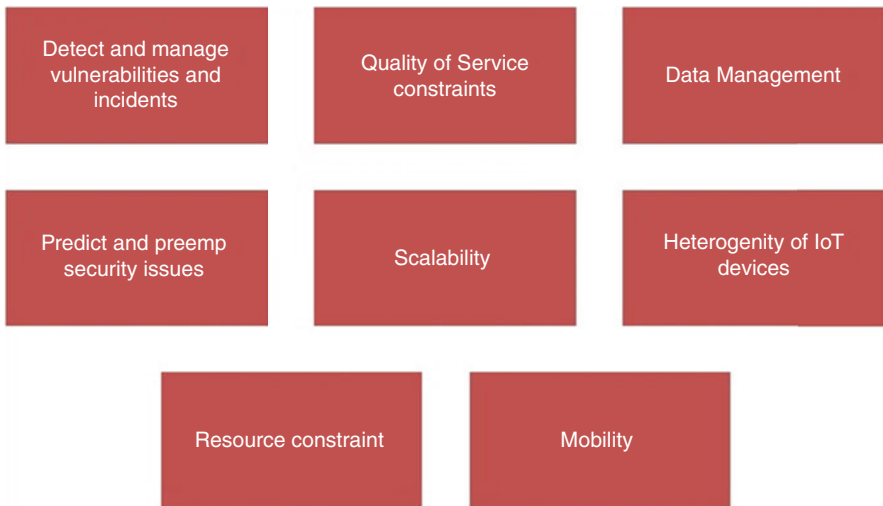 Detect and manage
vulnerabilities and
incidents
Quality of Service
constraints
Data Management
Predict and preemp
security issues
Scalability
Heterogenity of IoT
devices
Resource constraint
Mobility